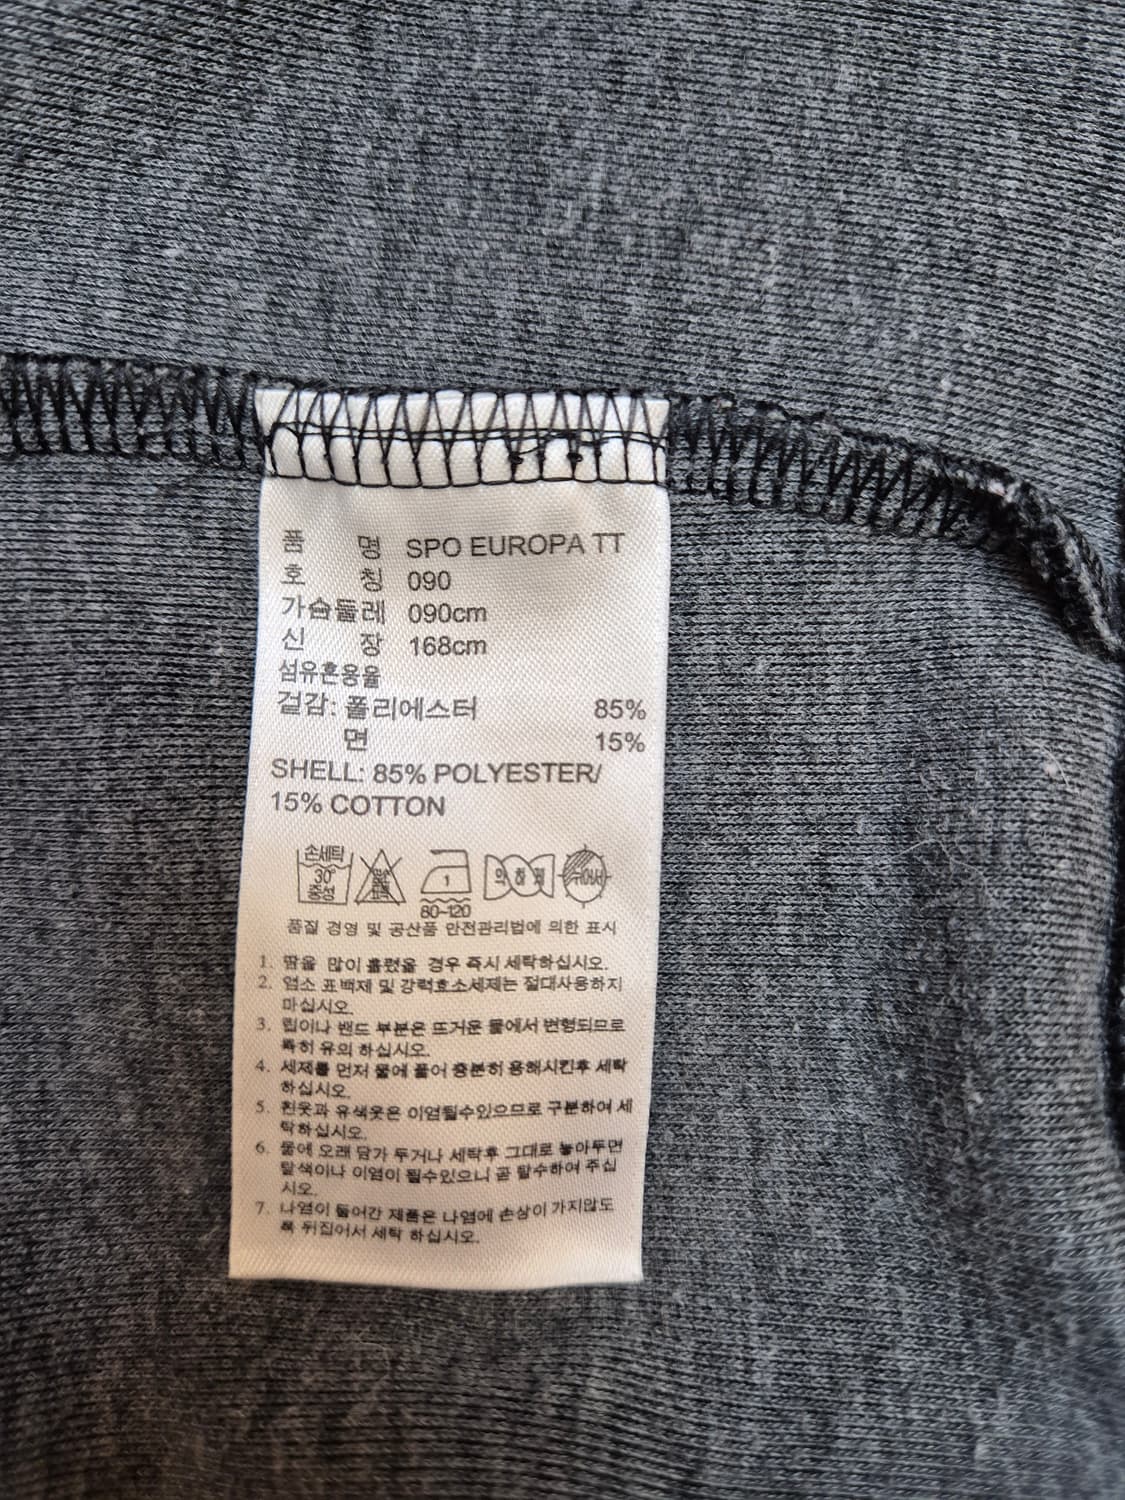 품 명 SPO EUROPA TT
호 칭 090
가슴둘레 090cm
신 장 168cm
섬유혼용율
겉감: 폴리에스터 85%
면 15%
SHELL: 85% POLYESTER/
15% COTTON
손세탁
30°
중성
1
80~120
품질 경영 및 공산품 안전관리법에 의한 표시
1. 땀을 많이 흘렸을 경우 즉시 세탁하십시오.
2. 염소 표백제 및 강력효소세제는 절대사용하지
마십시오.
3. 립이나 밴드 부분은 뜨거운 물에서 변형되므로
특히 유의 하십시오.
4. 세제를 먼저 물에 풀어 충분히 용해시킨후 세탁
하십시오.
5. 흰옷과 유색옷은 이염될수있으므로 구분하여 세
탁하십시오.
6. 물에 오래 담가 두거나 세탁후 그대로 놓아두면
탈색이나 이염이 될수있으니 곧 탈수하여 주십
시오.
7. 나염이 들어간 제품은 나염에 손상이 가지않도
록 뒤집어서 세탁 하십시오.